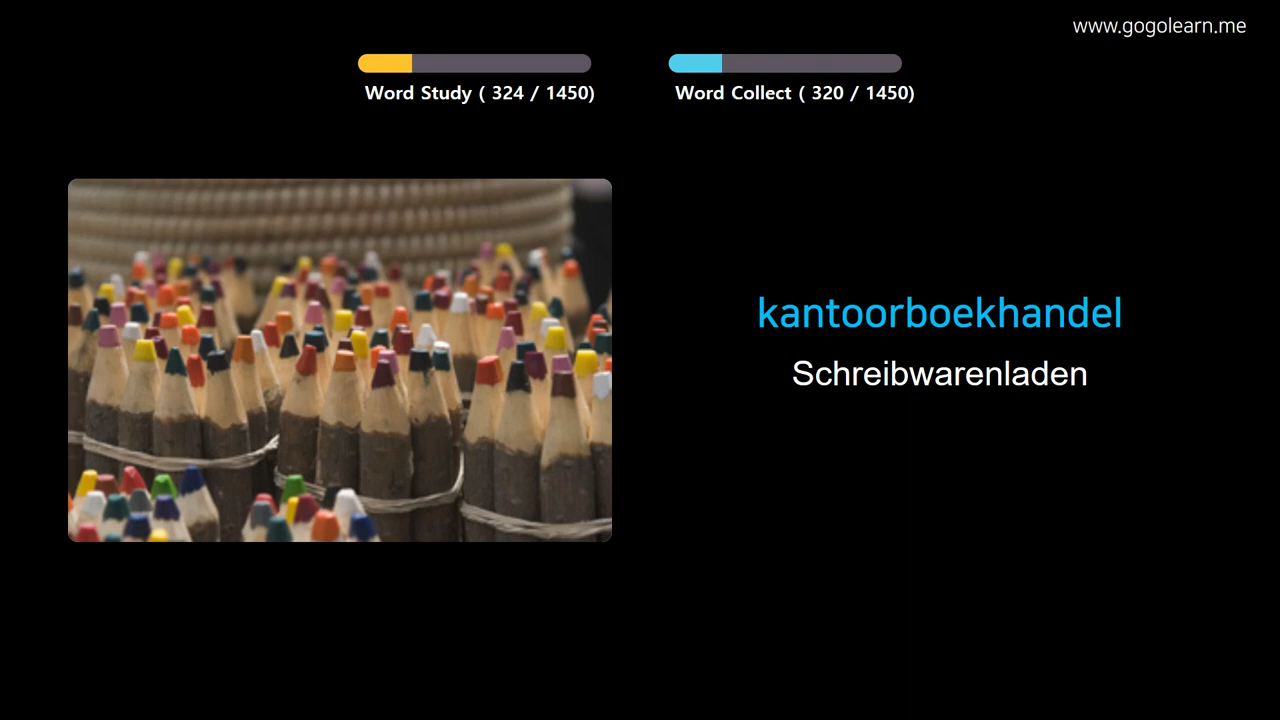 www.gogolearn.me
Word Study ( 324 / 1450)
Word Collect ( 320 / 1450)
kantoorboekhandel
Schreibwarenladen